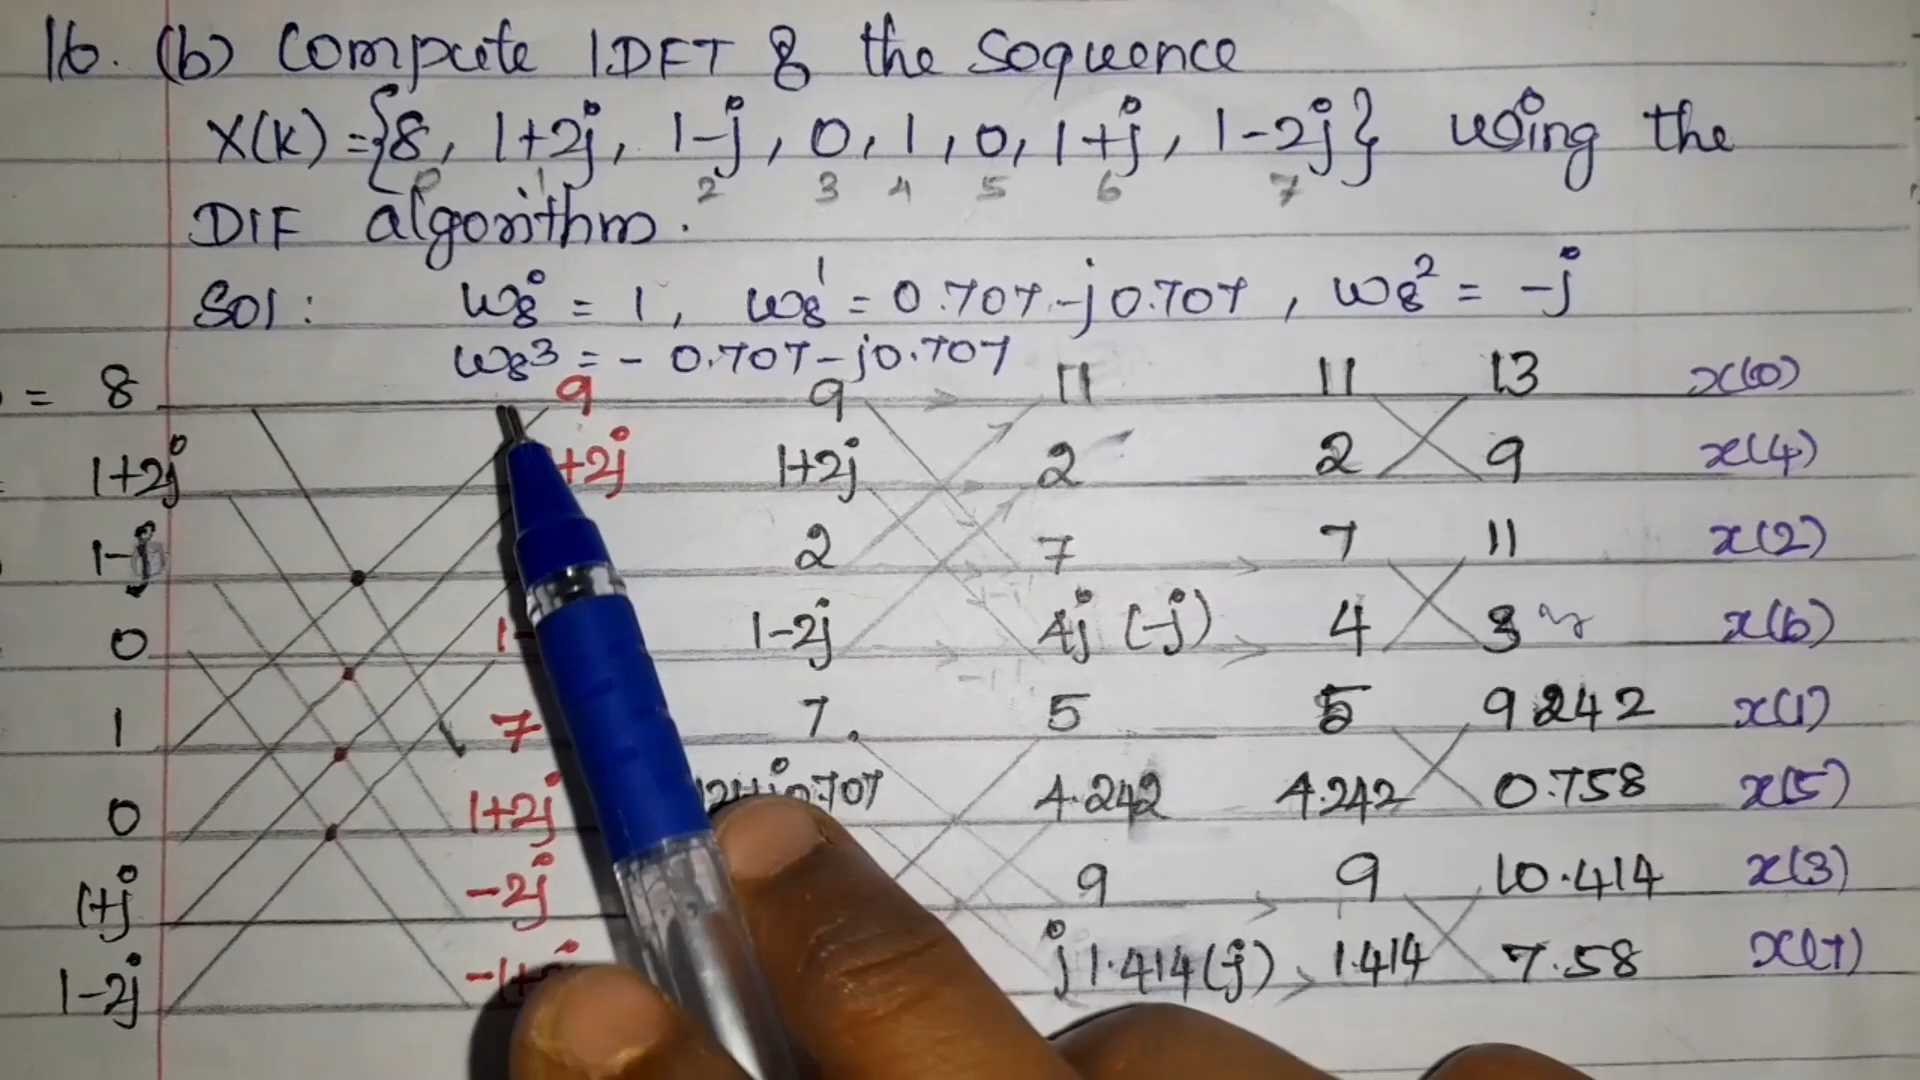 16. (b) Compute IDFT & the Sequence
X(K) ={8, 1+2j, 1-j, 0, 1, 0, 1+j, 1-2j} using the
0 1 2 3 4 5 6 7
DIF algorithm.
Sol: W8⁰ = 1, W8¹ = 0.707-j0.707, W8² = -j
W8³ = - 0.707-j0.707
= 8 9 9 11 11 13 x(0)
1+2j +2j 1+2j 2 2 9 x(4)
1-j 2 7 7 11 x(2)
0 1- 1-2j 4j (-j) 4 3 x(6)
1 7 7 5 5 9.242 x(1)
0 1+2j 0.707 4.242 4.242 0.758 x(5)
1+j -2j 9 9 10.414 x(3)
1-2j j1.414(j) 1.414 7.58 x(7)